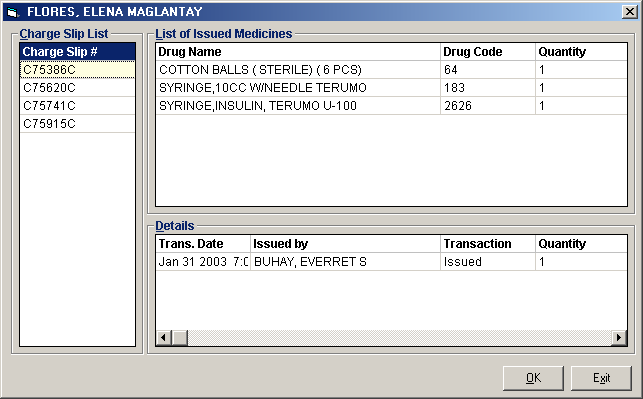 FLORES, ELENA MAGLANTAY
Charge Slip List
Charge Slip #
C75386C
C75620C
C75741C
C75915C
List of Issued Medicines
Drug Name Drug Code Quantity
COTTON BALLS ( STERILE) ( 6 PCS) 64 1
SYRINGE,10CC W/NEEDLE TERUMO 183 1
SYRINGE,INSULIN, TERUMO U-100 2626 1
Details
Trans. Date Issued by Transaction Quantity
Jan 31 2003 7:0 BUHAY, EVERRET S Issued 1
OK Exit